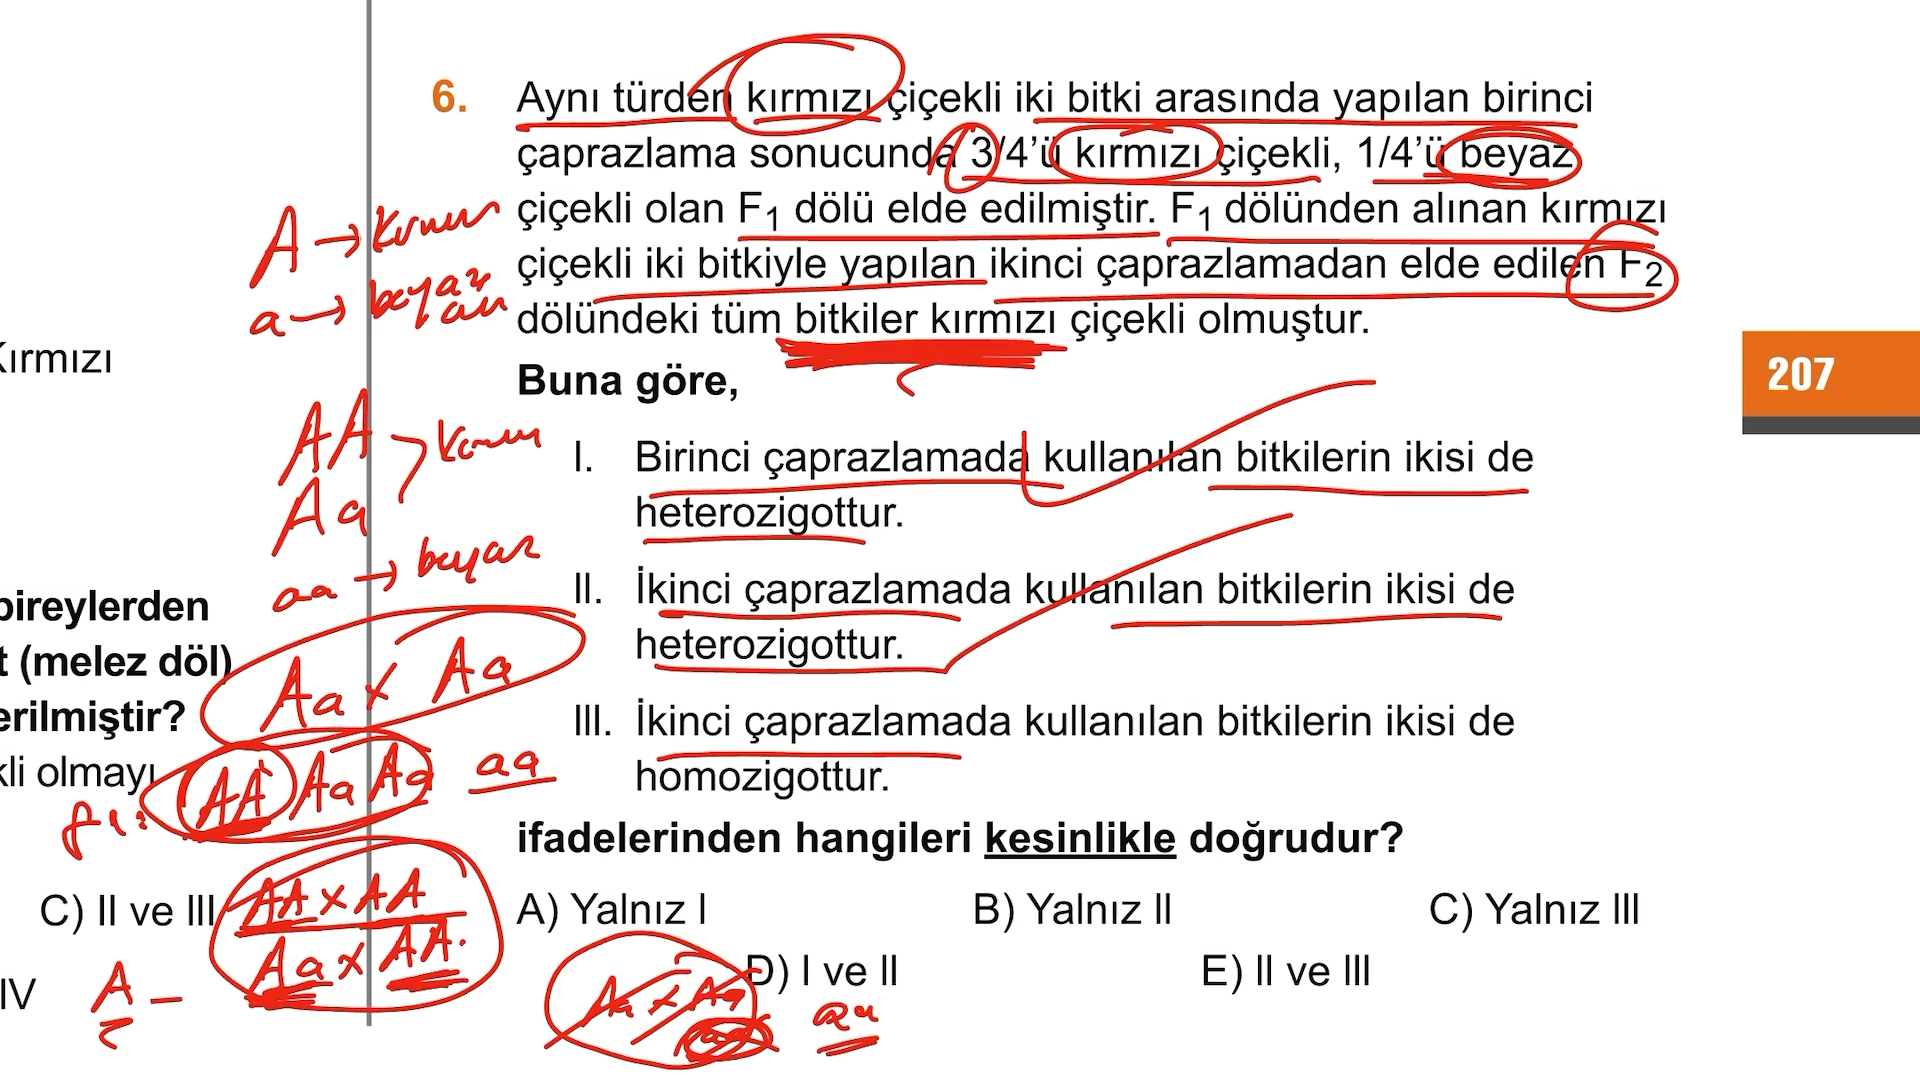 6. Aynı türden kırmızı çiçekli iki bitki arasında yapılan birinci
çaprazlama sonucunda 3/4’ü kırmızı çiçekli, 1/4’ü beyaz
çiçekli olan F₁ dölü elde edilmiştir. F₁ dölünden alınan kırmızı
çiçekli iki bitkiyle yapılan ikinci çaprazlamadan elde edilen F₂
dölündeki tüm bitkiler kırmızı çiçekli olmuştur.
Buna göre,
I. Birinci çaprazlamada kullanılan bitkilerin ikisi de
heterozigottur.
II. İkinci çaprazlamada kullanılan bitkilerin ikisi de
heterozigottur.
III. İkinci çaprazlamada kullanılan bitkilerin ikisi de
homozigottur.
ifadelerinden hangileri kesinlikle doğrudur?
A) Yalnız I B) Yalnız II C) Yalnız III
D) I ve II E) II ve III
207
Kırmızı
bireylerden
t (melez döl)
erilmiştir?
kli olmayı
C) II ve III
IV
A →
a → beyaz
AA
Aa
aa → beyaz
Aa x Aa
AA Aa Aa aa
AA x AA
Aa x AA
A –
Aa x Aa
aa